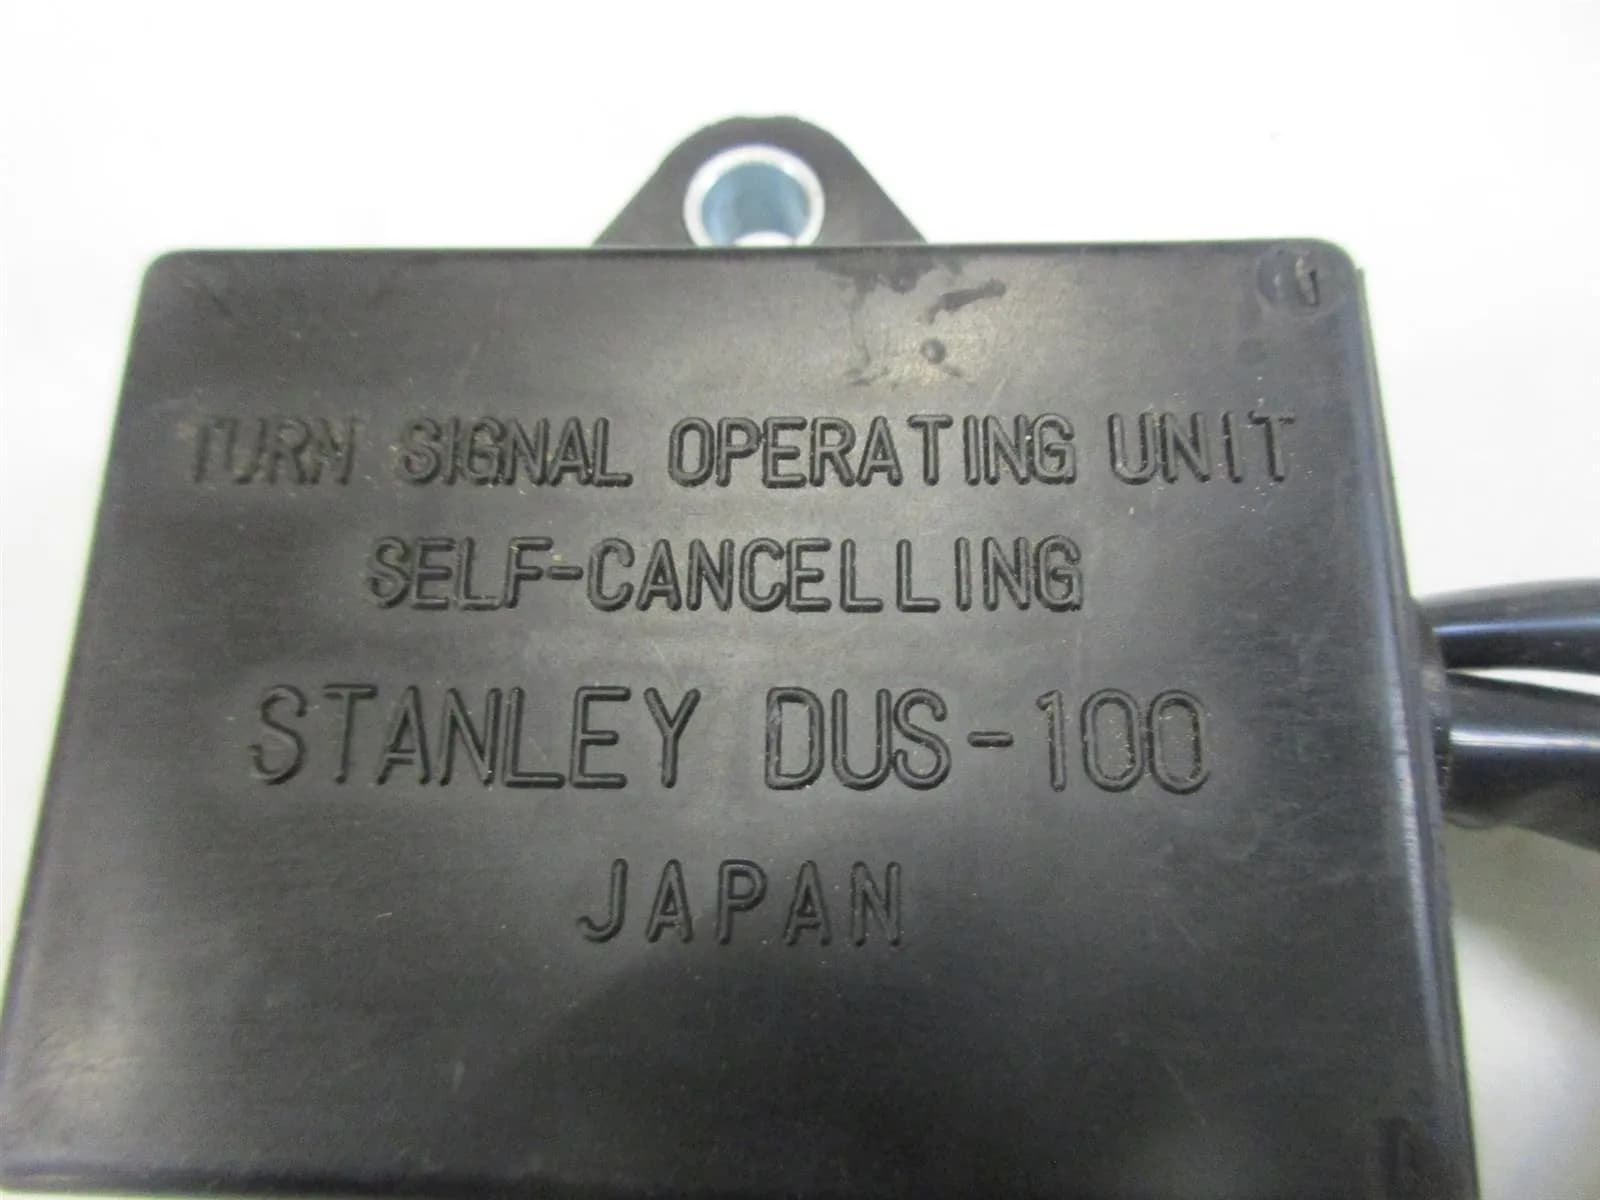 TURN SIGNAL OPERATING UNIT
SELF-CANCELLING
STANLEY DUS-100
JAPAN